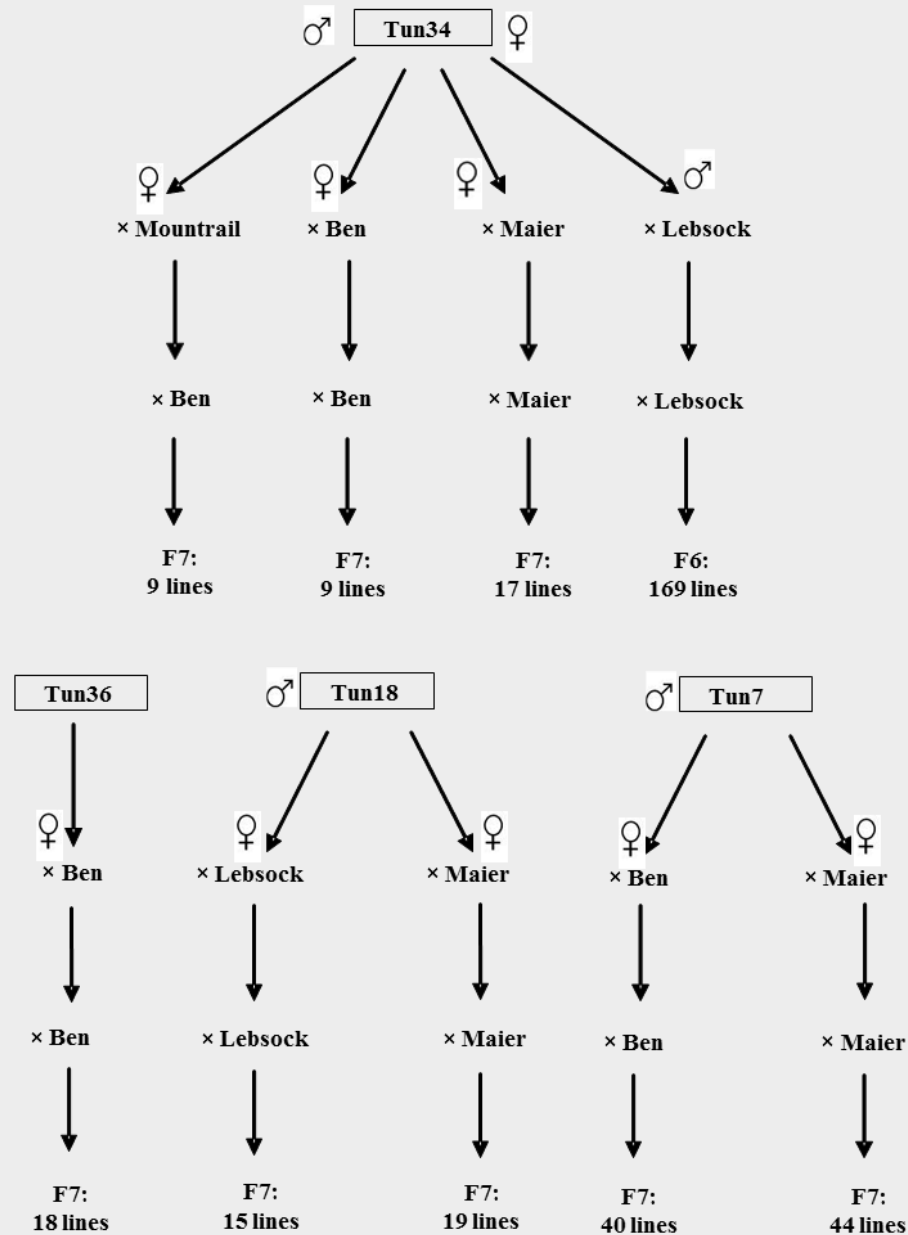 ♂ Tun34 ♀
♀ ♀ ♀ ♂
× Mountrail × Ben × Maier × Lebsock
× Ben × Ben × Maier × Lebsock
F7: F7: F7: F6:
9 lines 9 lines 17 lines 169 lines
Tun36 ♂ Tun18 ♂ Tun7
♀ ♀ ♀ ♀ ♀
× Ben × Lebsock × Maier × Ben × Maier
× Ben × Lebsock × Maier × Ben × Maier
F7: F7: F7: F7: F7:
18 lines 15 lines 19 lines 40 lines 44 lines